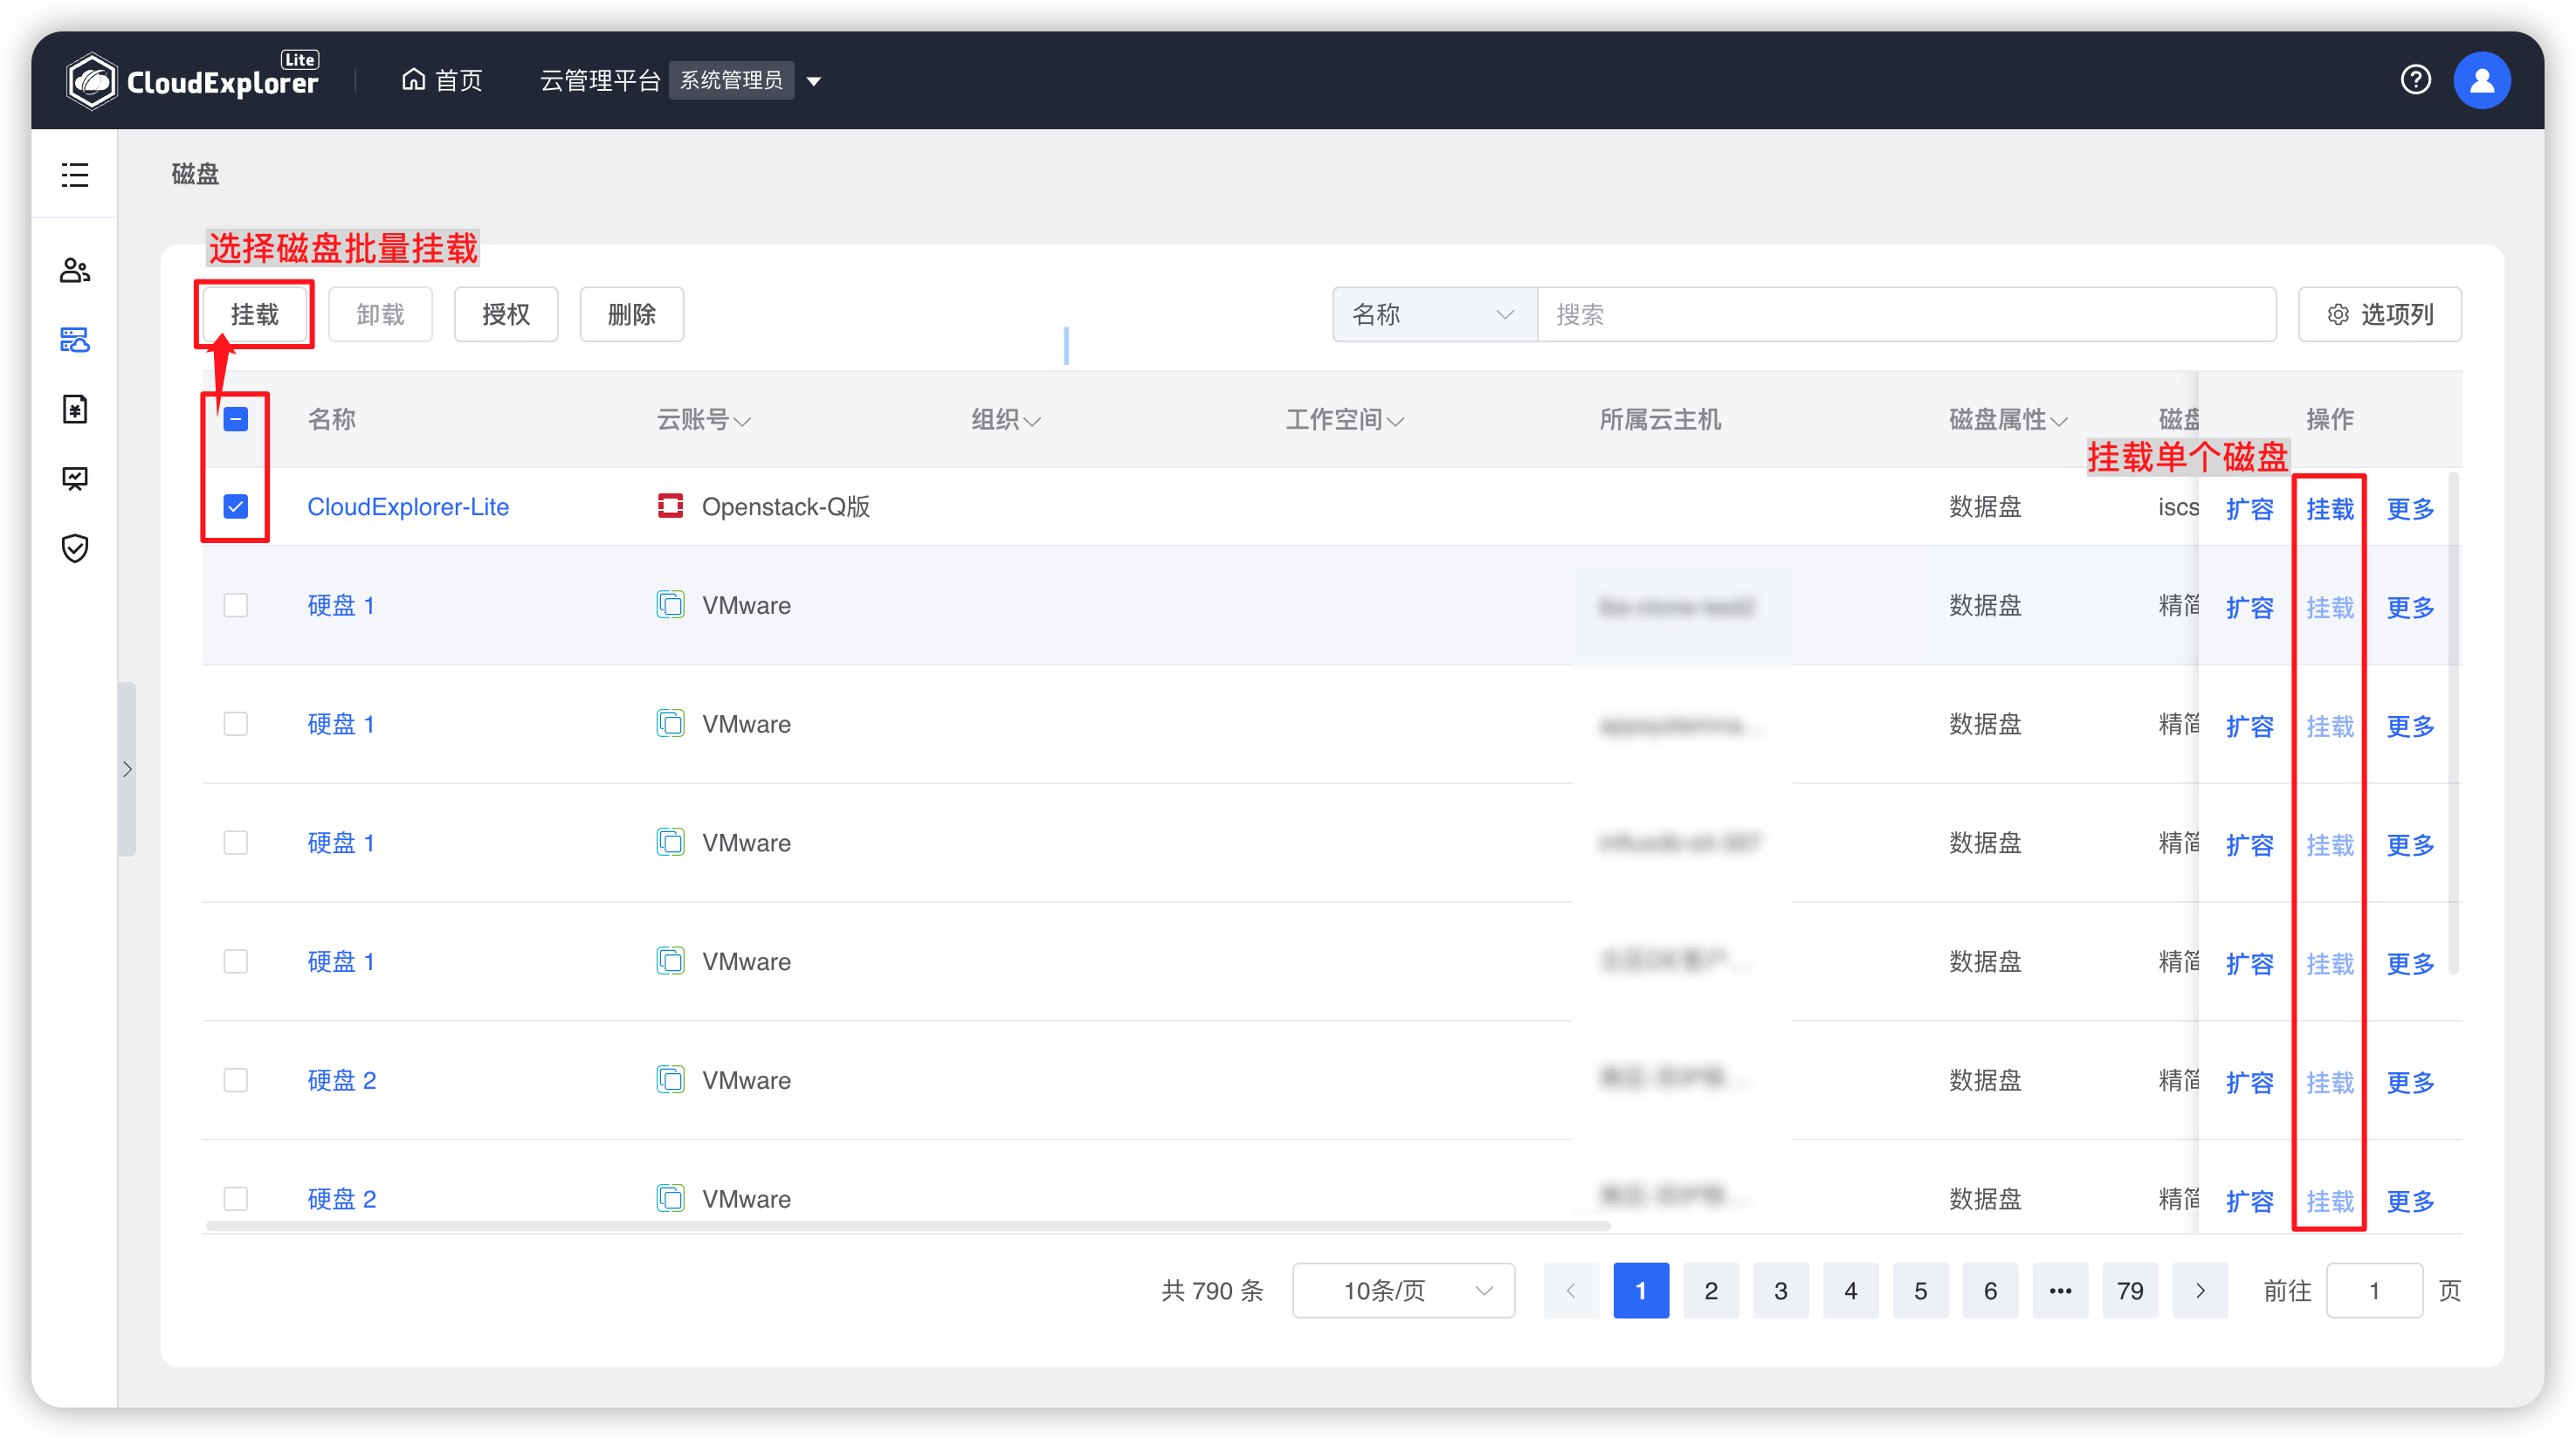 CloudExplorer Lite 首页 云管理平台 系统管理员
磁盘
选择磁盘批量挂载
挂载 卸载 授权 删除 名称 搜索 选项列
名称 云账号 组织 工作空间 所属云主机 磁盘属性 磁盘 操作
挂载单个磁盘
CloudExplorer-Lite Openstack-Q版 数据盘 iscs 扩容 挂载 更多
硬盘 1 VMware 数据盘 精简 扩容 挂载 更多
硬盘 1 VMware 数据盘 精简 扩容 挂载 更多
硬盘 1 VMware 数据盘 精简 扩容 挂载 更多
硬盘 1 VMware 数据盘 精简 扩容 挂载 更多
硬盘 2 VMware 数据盘 精简 扩容 挂载 更多
硬盘 2 VMware 数据盘 精简 扩容 挂载 更多
共 790 条 10条/页 1 2 3 4 5 6 ••• 79 前往 1 页